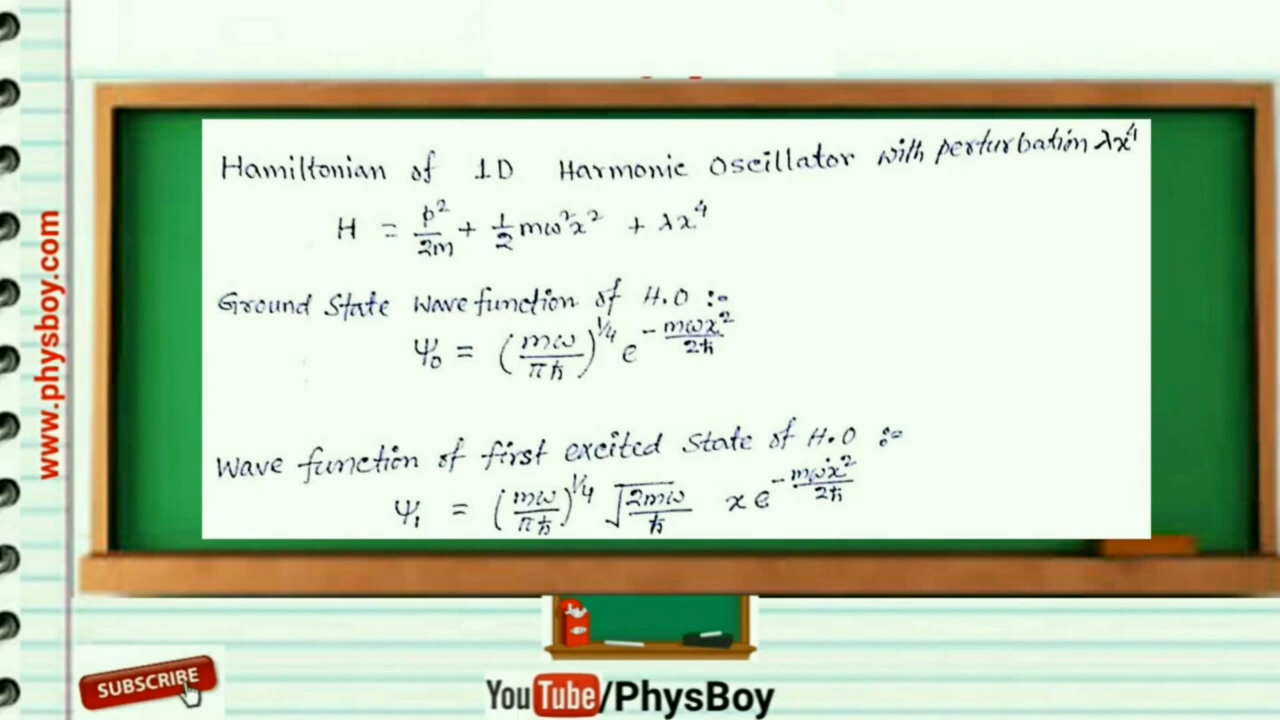 Hamiltonian of 1D Harmonic Oscillator with perturbation λx⁴
H = p²/2m + 1/2 mω²x² + λx⁴
Ground State wave function of H.O :-
Ψ₀ = (mω/πħ)^1/4 e^-mωx²/2ħ
Wave function of first excited State of H.O :-
Ψ₁ = (mω/πħ)^1/4 √2mω/ħ x e^-mωx²/2ħ
www.physboy.com
SUBSCRIBE
YouTube/PhysBoy